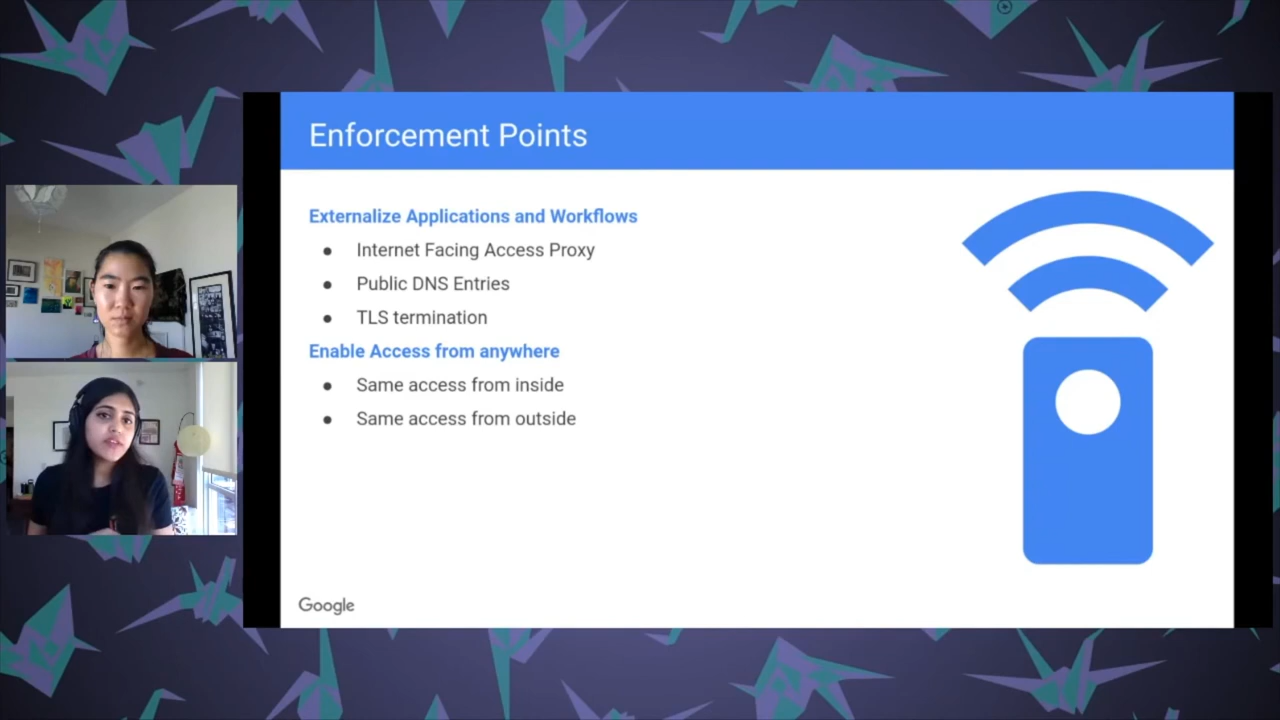 Enforcement Points
Externalize Applications and Workflows
● Internet Facing Access Proxy
● Public DNS Entries
● TLS termination
Enable Access from anywhere
● Same access from inside
● Same access from outside
Google